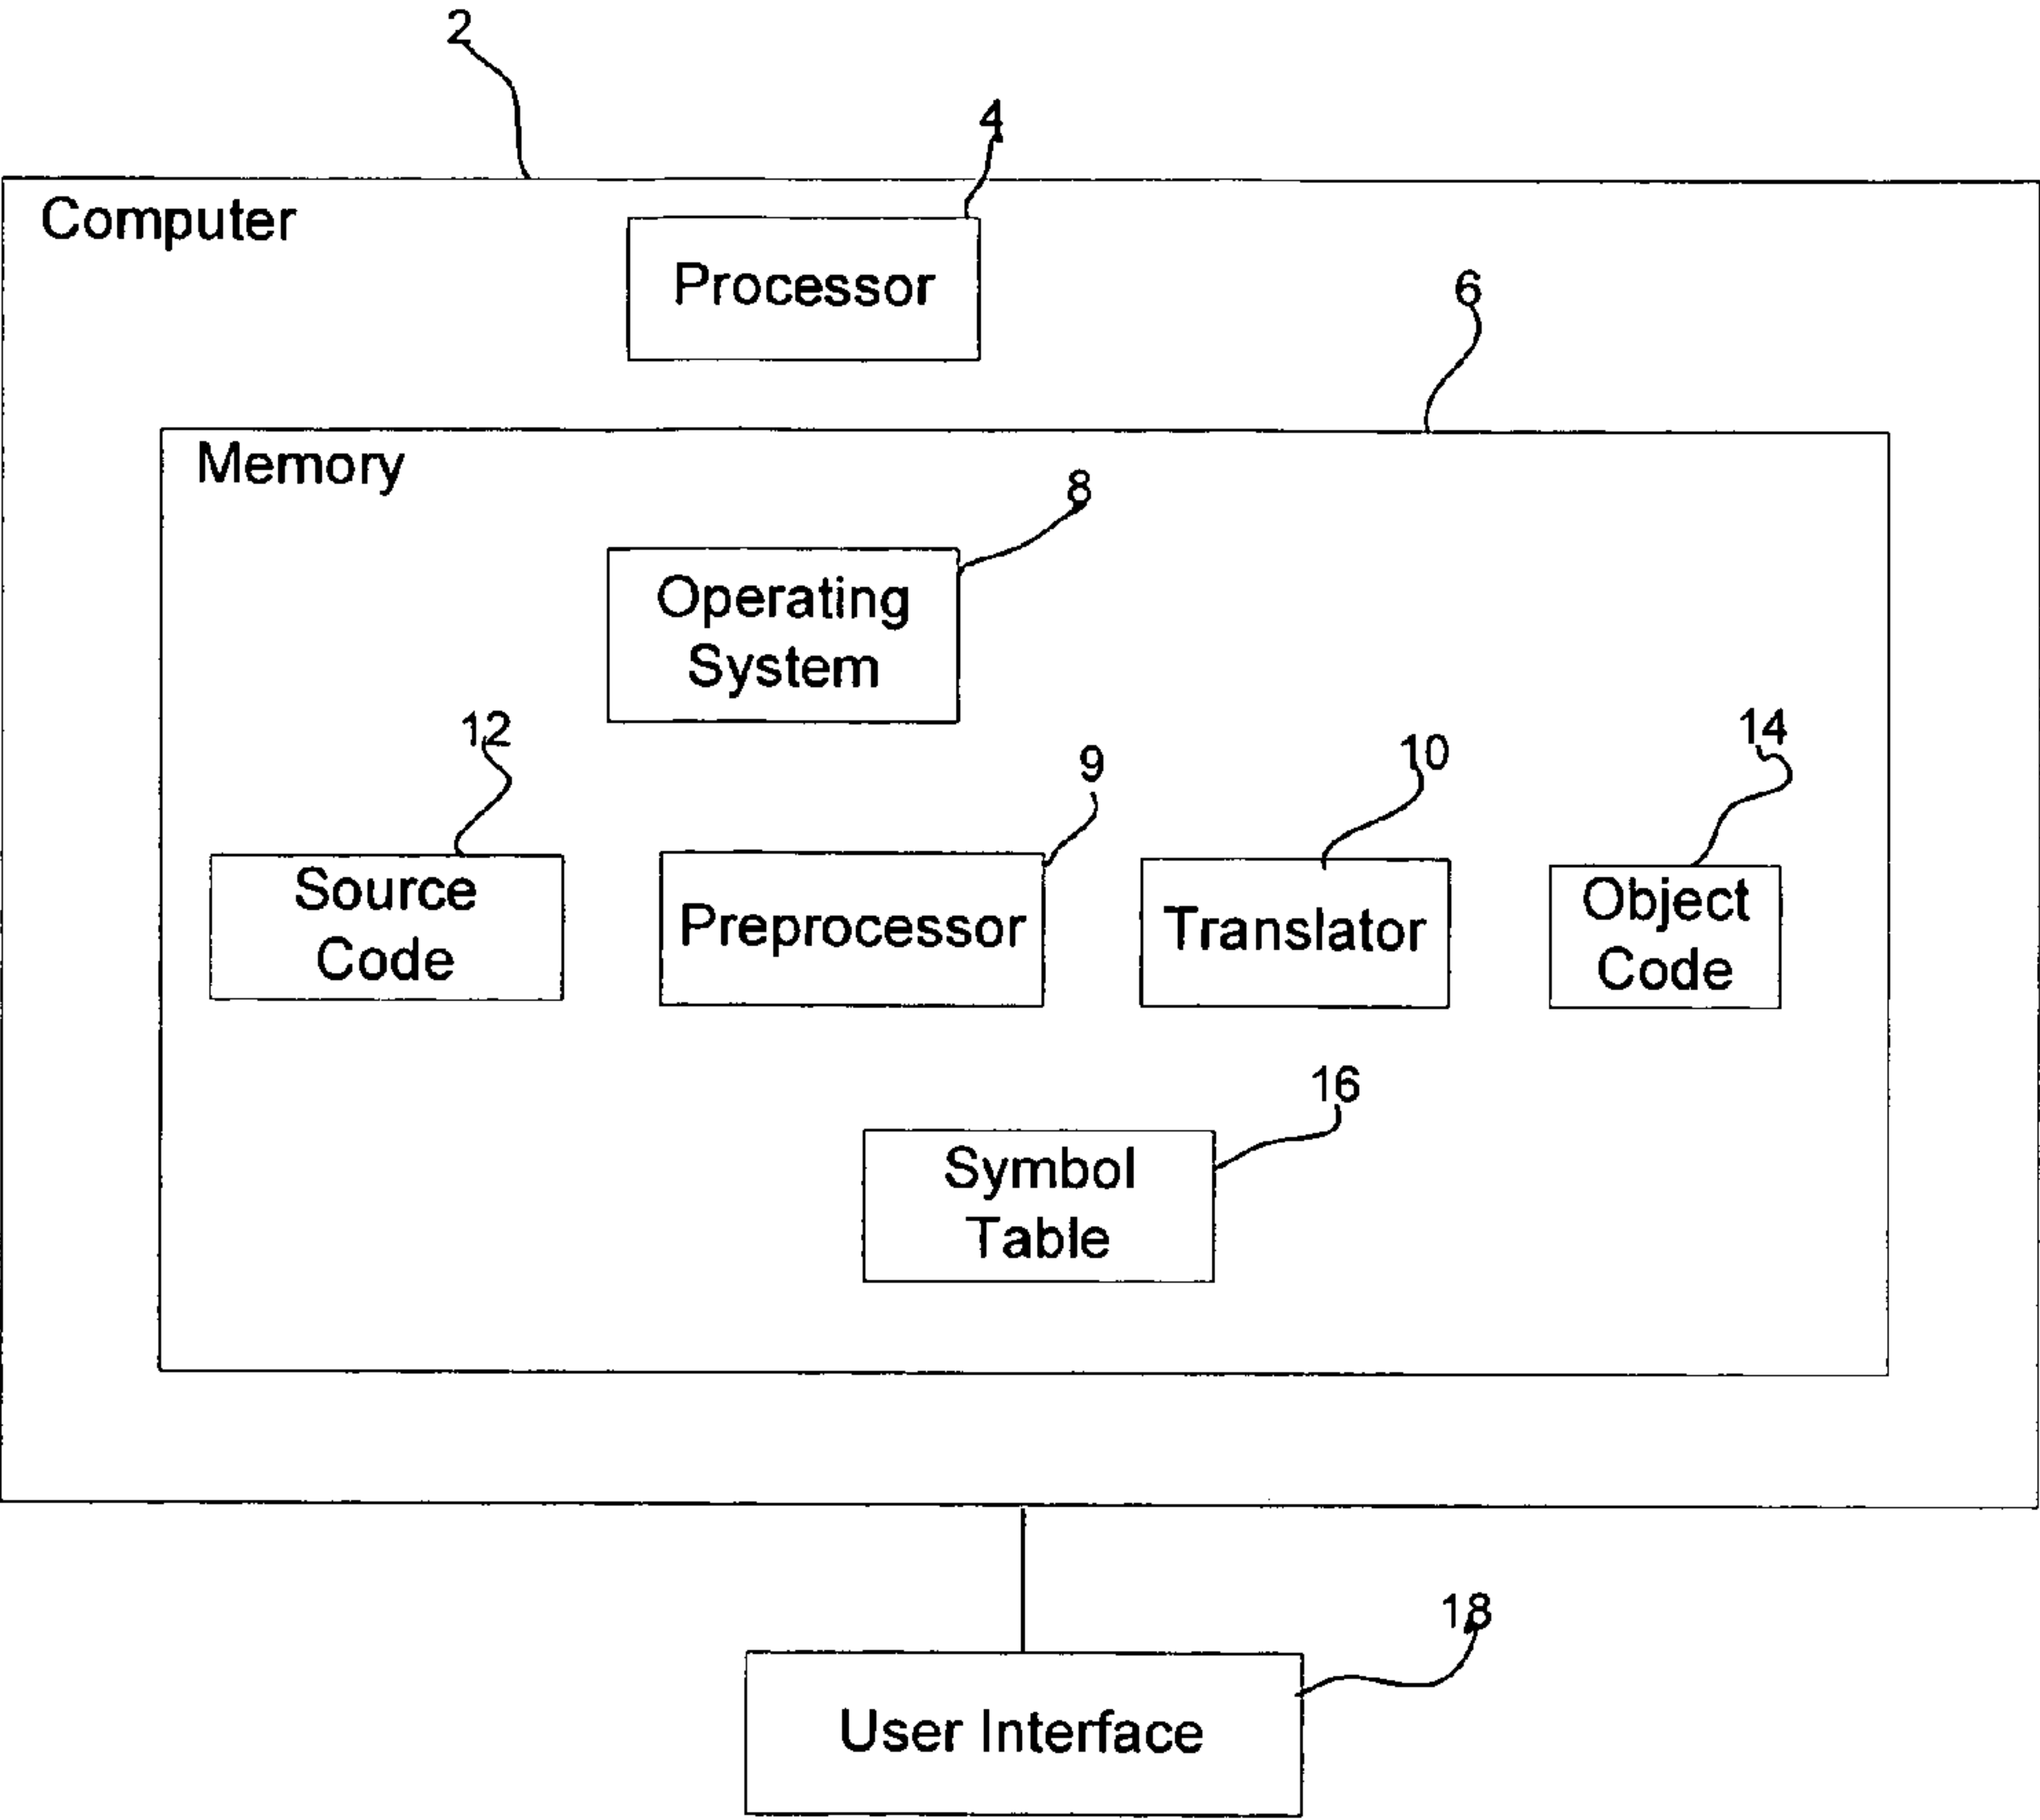 2
4
Computer
Processor
6
Memory
8
Operating
System
12
9
10
14
Source
Code
Preprocessor
Translator
Object
Code
16
Symbol
Table
18
User Interface